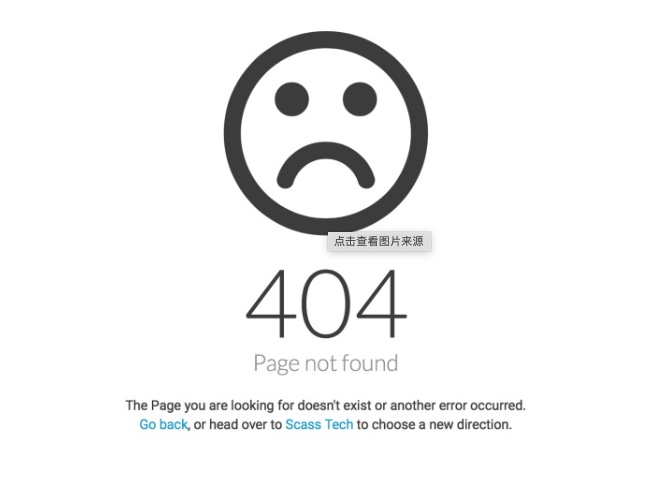 点击查看图片来源
404
Page not found
The Page you are looking for doesn't exist or another error occurred.
Go back, or head over to Scass Tech to choose a new direction.